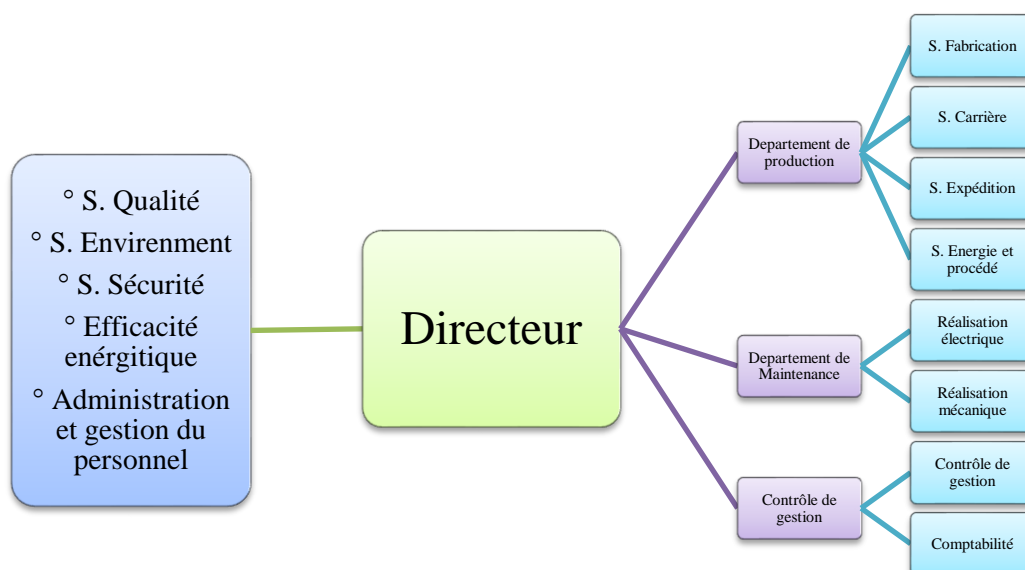 ° S. Qualité
° S. Envirenment
° S. Sécurité
° Efficacité
enérgitique
° Administration
et gestion du
personnel
Directeur
Departement de
production
S. Fabrication
S. Carrière
S. Expédition
S. Energie et
procédé
Departement de
Maintenance
Réalisation
électrique
Réalisation
mécanique
Contrôle de
gestion
Contrôle de
gestion
Comptabilité